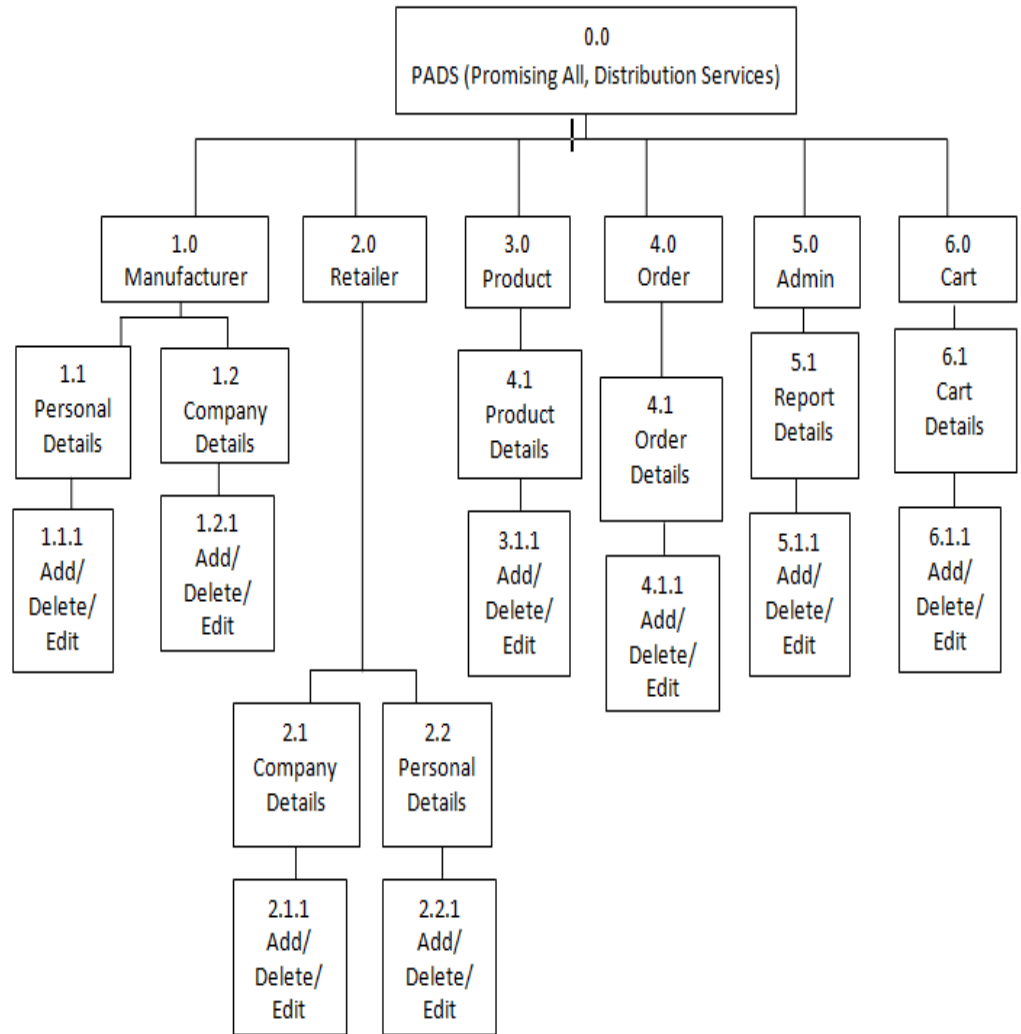 0.0
PADS (Promising All, Distribution Services)
1.0
Manufacturer
2.0
Retailer
3.0
Product
4.0
Order
5.0
Admin
6.0
Cart
1.1
Personal
Details
1.2
Company
Details
4.1
Product
Details
4.1
Order
Details
5.1
Report
Details
6.1
Cart
Details
1.1.1
Add/
Delete/
Edit
1.2.1
Add/
Delete/
Edit
3.1.1
Add/
Delete/
Edit
4.1.1
Add/
Delete/
Edit
5.1.1
Add/
Delete/
Edit
6.1.1
Add/
Delete/
Edit
2.1
Company
Details
2.2
Personal
Details
2.1.1
Add/
Delete/
Edit
2.2.1
Add/
Delete/
Edit